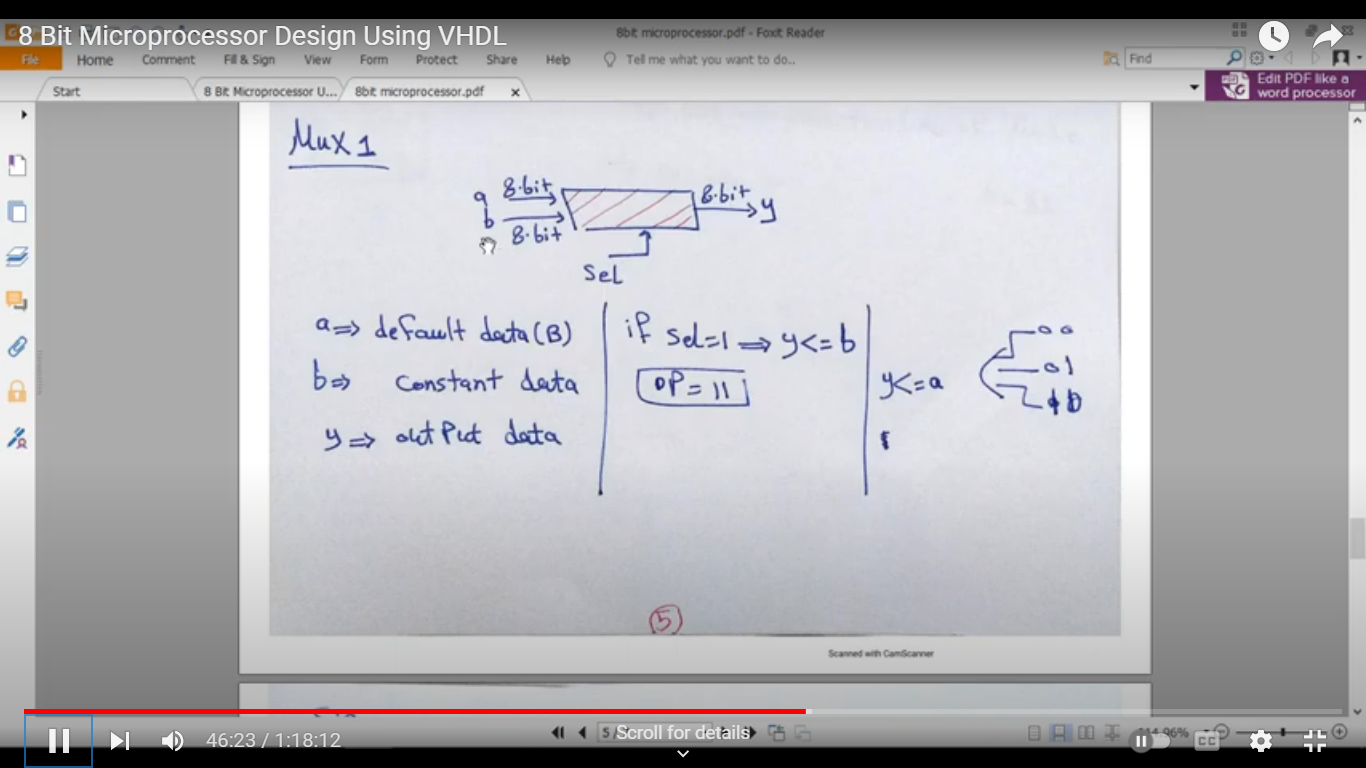 8 Bit Microprocessor Design Using VHDL
8bit microprocessor.pdf - Foxit Reader
File Home Comment Fill & Sign View Form Protect Share Help Tell me what you want to do.. Find
Start 8 Bit Microprocessor U... 8bit microprocessor.pdf x
Edit PDF like a
word processor
Mux 1
a 8-bit 8-bit y
b 8-bit
Sel
a => default data (B)
b => Constant data
y => output data
if Sel=1 => y<=b
OP = 11
y<=a
00
01
10
5
Scanned with CamScanner
5
Scroll for details
46:23 / 1:18:12
CC